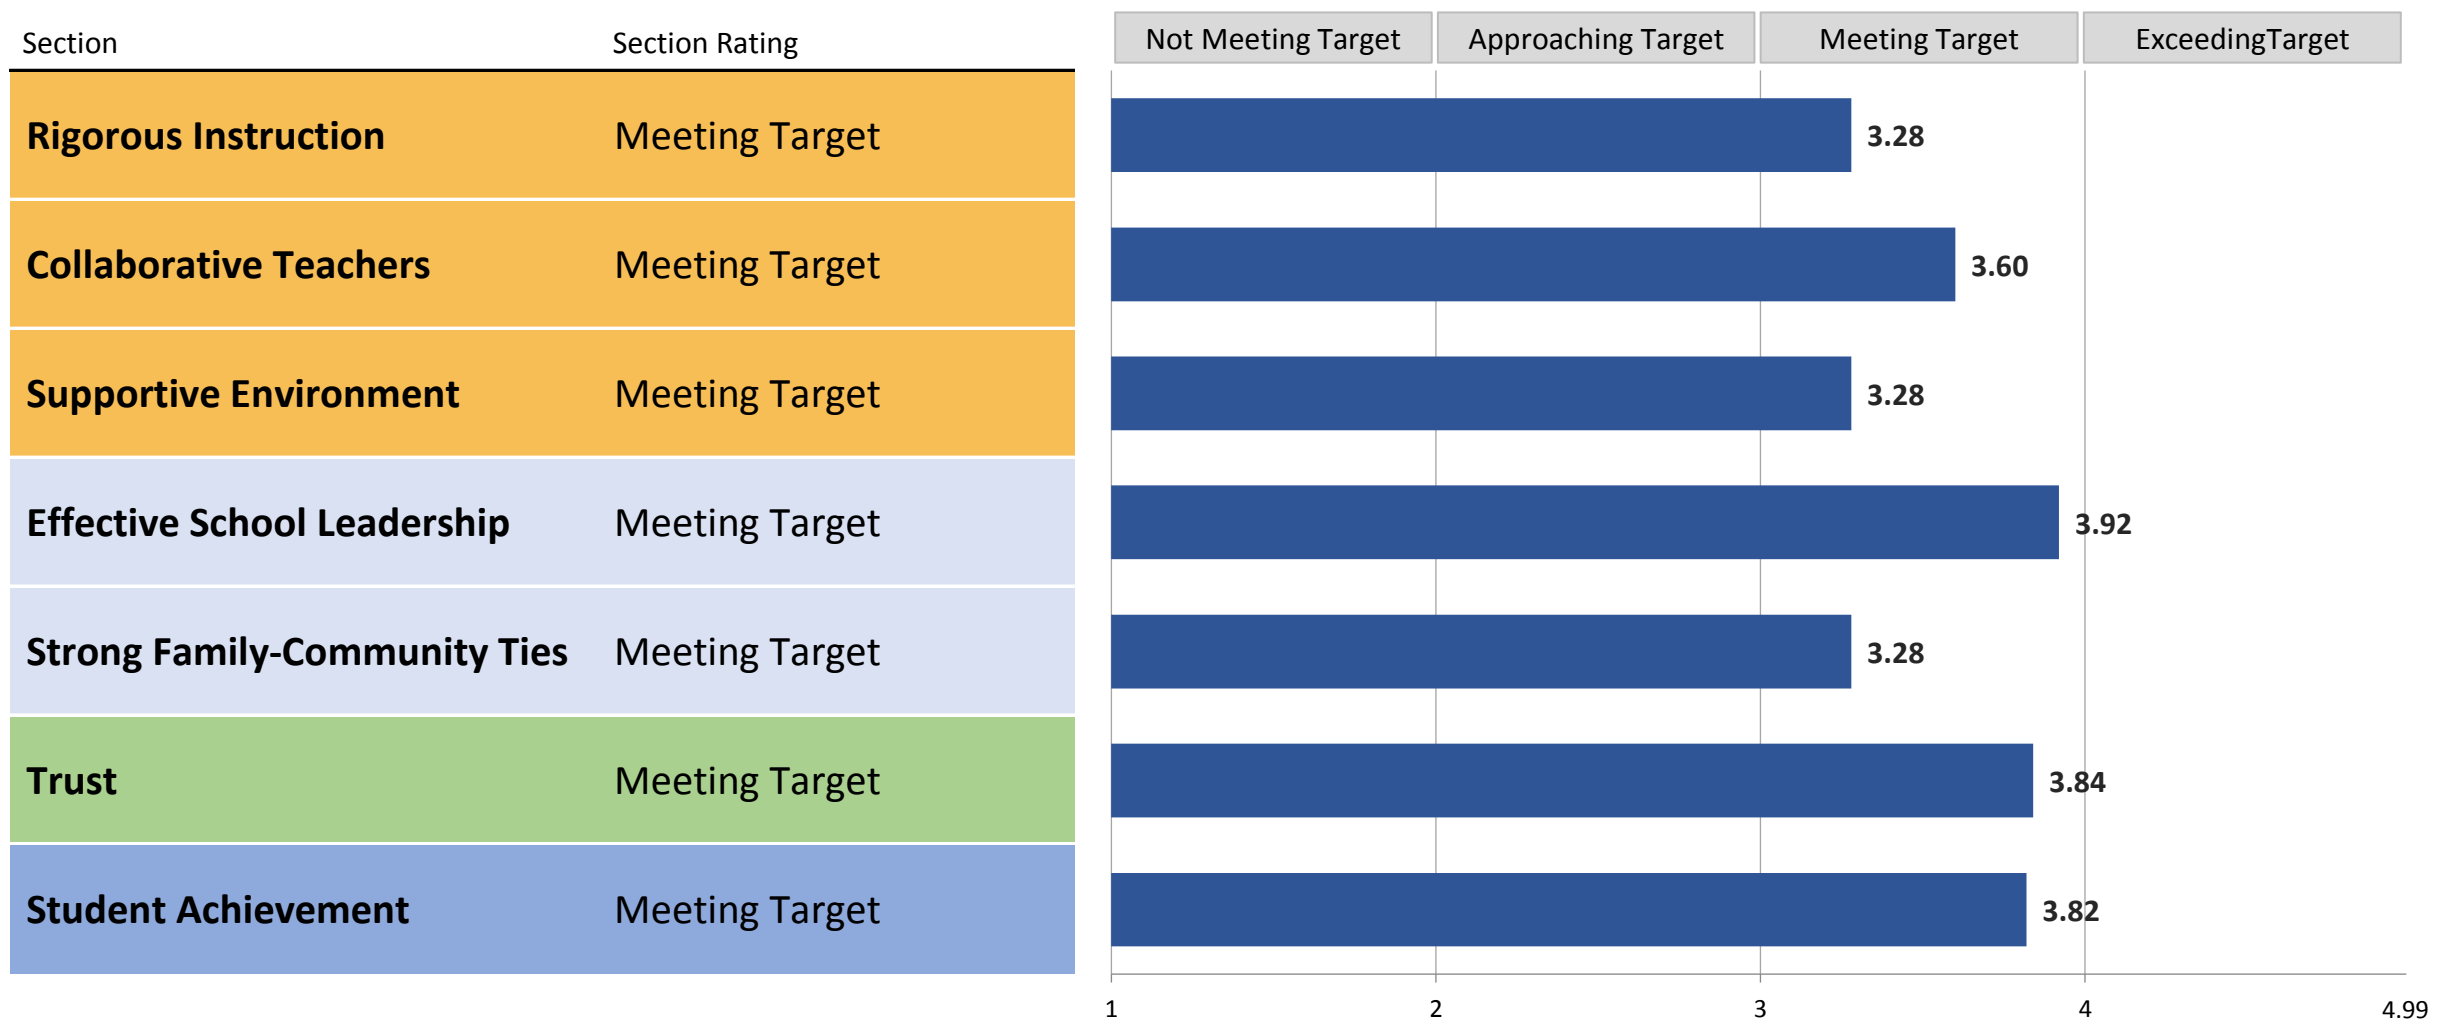 Section Section Rating Not Meeting Target Approaching Target Meeting Target ExceedingTarget
Rigorous Instruction Meeting Target 3.28
Collaborative Teachers Meeting Target 3.60
Supportive Environment Meeting Target 3.28
Effective School Leadership Meeting Target 3.92
Strong Family-Community Ties Meeting Target 3.28
Trust Meeting Target 3.84
Student Achievement Meeting Target 3.82
1 2 3 4 4.99